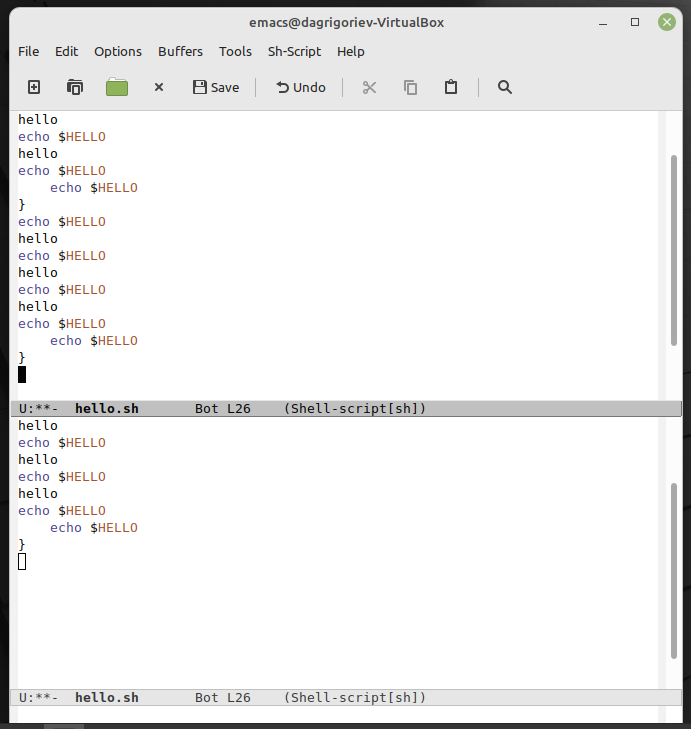 emacs@dagrigoriev-VirtualBox
File Edit Options Buffers Tools Sh-Script Help
Save Undo
hello
echo $HELLO
hello
echo $HELLO
    echo $HELLO
}
echo $HELLO
hello
echo $HELLO
hello
echo $HELLO
hello
echo $HELLO
    echo $HELLO
}
U:**-  hello.sh       Bot L26    (Shell-script[sh])
hello
echo $HELLO
hello
echo $HELLO
hello
echo $HELLO
    echo $HELLO
}
U:**-  hello.sh       Bot L26    (Shell-script[sh])